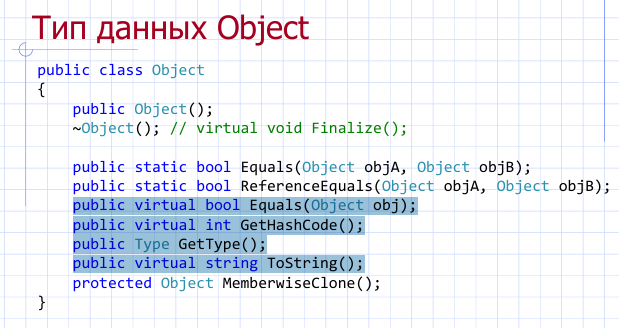 Тип данных Object
public class Object
{
public Object();
~Object(); // virtual void Finalize();
public static bool Equals(Object objA, Object objB);
public static bool ReferenceEquals(Object objA, Object objB);
public virtual bool Equals(Object obj);
public virtual int GetHashCode();
public Type GetType();
public virtual string ToString();
protected Object MemberwiseClone();
}